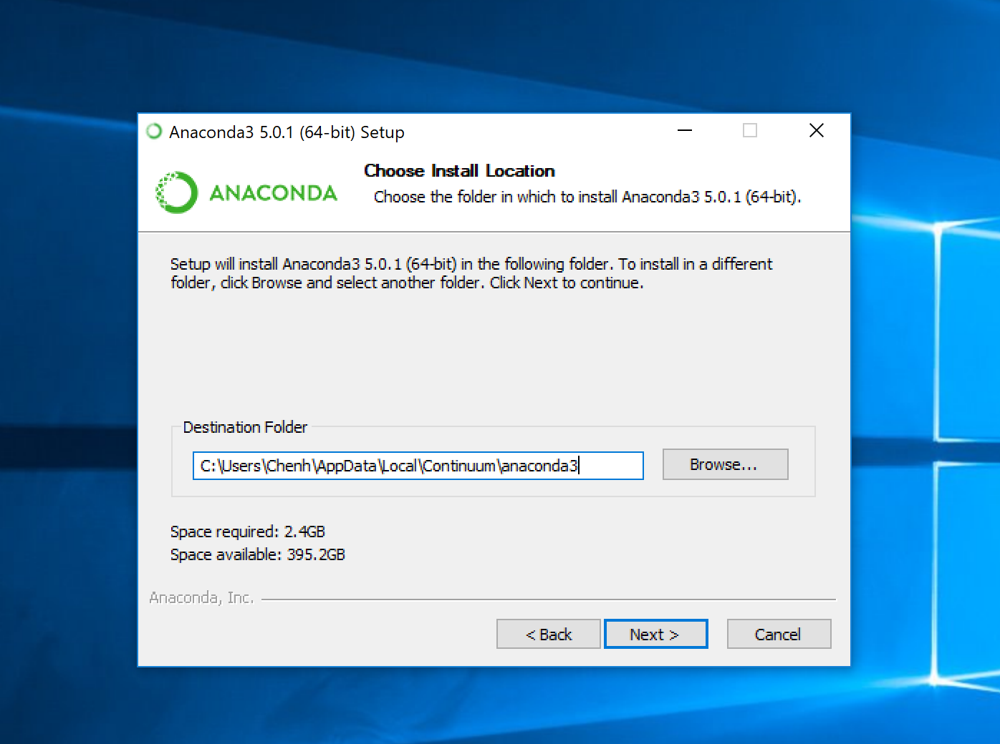 Anaconda3 5.0.1 (64-bit) Setup
ANACONDA
Choose Install Location
Choose the folder in which to install Anaconda3 5.0.1 (64-bit).
Setup will install Anaconda3 5.0.1 (64-bit) in the following folder. To install in a different
folder, click Browse and select another folder. Click Next to continue.
Destination Folder
C:\Users\Chenh\AppData\Local\Continuum\anaconda3
Browse...
Space required: 2.4GB
Space available: 395.2GB
Anaconda, Inc.
< Back
Next >
Cancel